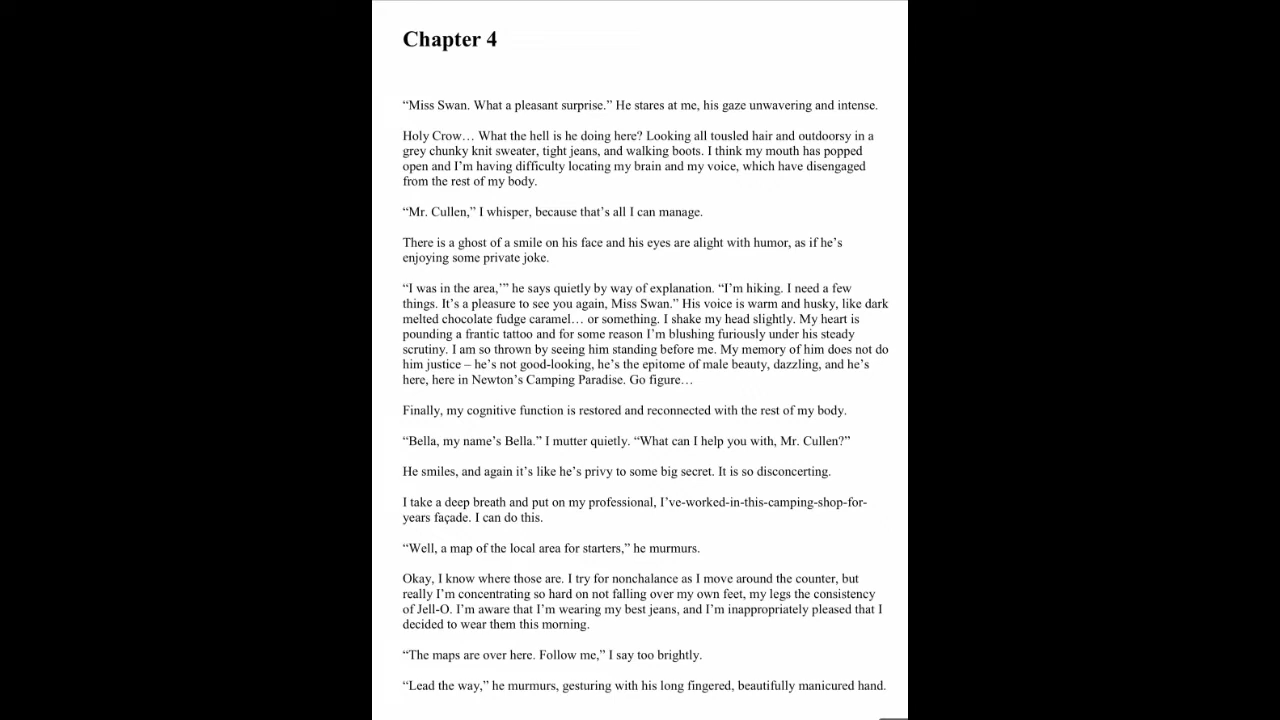 Chapter 4
“Miss Swan. What a pleasant surprise.” He stares at me, his gaze unwavering and intense.
Holy Crow… What the hell is he doing here? Looking all tousled hair and outdoorsy in a
grey chunky knit sweater, tight jeans, and walking boots. I think my mouth has popped
open and I’m having difficulty locating my brain and my voice, which have disengaged
from the rest of my body.
“Mr. Cullen,” I whisper, because that’s all I can manage.
There is a ghost of a smile on his face and his eyes are alight with humor, as if he’s
enjoying some private joke.
“I was in the area,’” he says quietly by way of explanation. “I’m hiking. I need a few
things. It’s a pleasure to see you again, Miss Swan.” His voice is warm and husky, like dark
melted chocolate fudge caramel… or something. I shake my head slightly. My heart is
pounding a frantic tattoo and for some reason I’m blushing furiously under his steady
scrutiny. I am so thrown by seeing him standing before me. My memory of him does not do
him justice – he’s not good-looking, he’s the epitome of male beauty, dazzling, and he’s
here, here in Newton’s Camping Paradise. Go figure…
Finally, my cognitive function is restored and reconnected with the rest of my body.
“Bella, my name’s Bella.” I mutter quietly. “What can I help you with, Mr. Cullen?”
He smiles, and again it’s like he’s privy to some big secret. It is so disconcerting.
I take a deep breath and put on my professional, I’ve-worked-in-this-camping-shop-for-
years façade. I can do this.
“Well, a map of the local area for starters,” he murmurs.
Okay, I know where those are. I try for nonchalance as I move around the counter, but
really I’m concentrating so hard on not falling over my own feet, my legs the consistency
of Jell-O. I’m aware that I’m wearing my best jeans, and I’m inappropriately pleased that I
decided to wear them this morning.
“The maps are over here. Follow me,” I say too brightly.
“Lead the way,” he murmurs, gesturing with his long fingered, beautifully manicured hand.